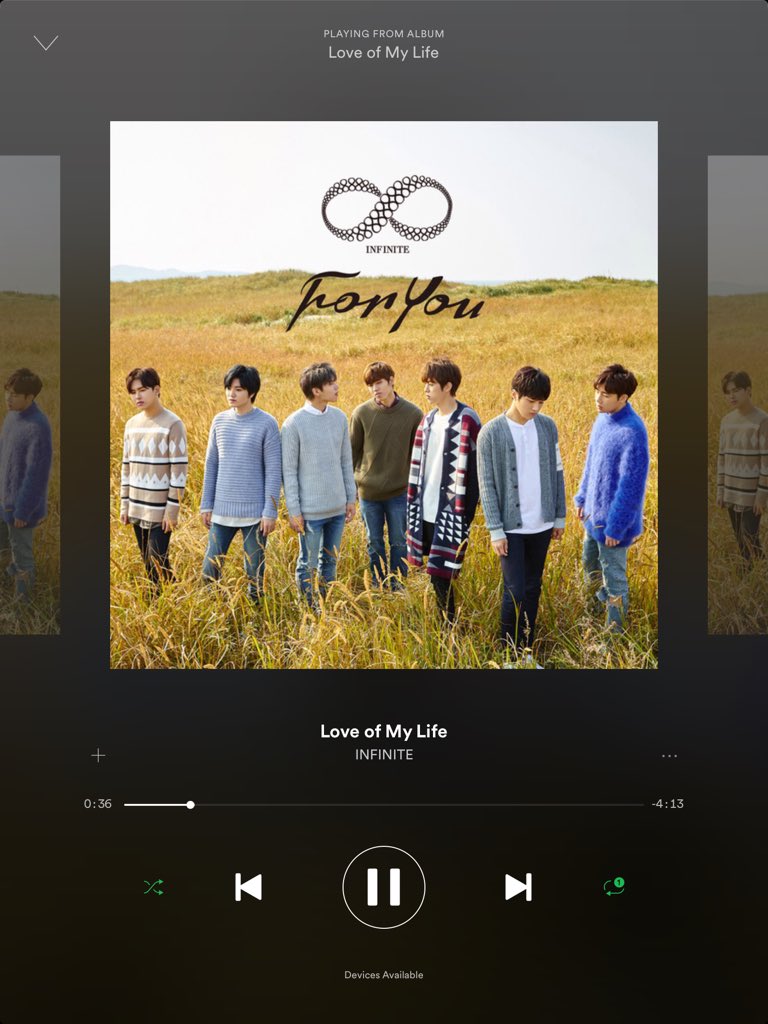 PLAYING FROM ALBUM
Love of My Life
INFINITE
For You
Love of My Life
INFINITE
0:36
-4:13
1
Devices Available